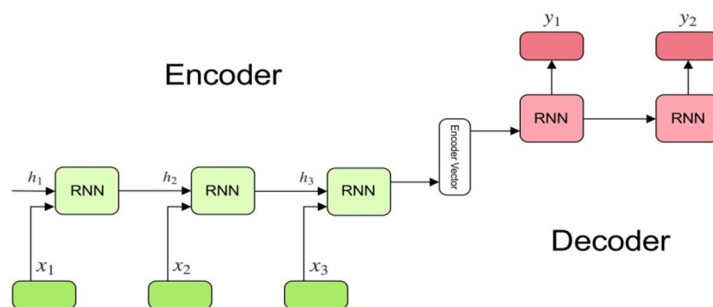 y₁
y₂
Encoder
RNN
RNN
Encoder Vector
h₁
RNN
h₂
RNN
h₃
RNN
x₁
x₂
x₃
Decoder